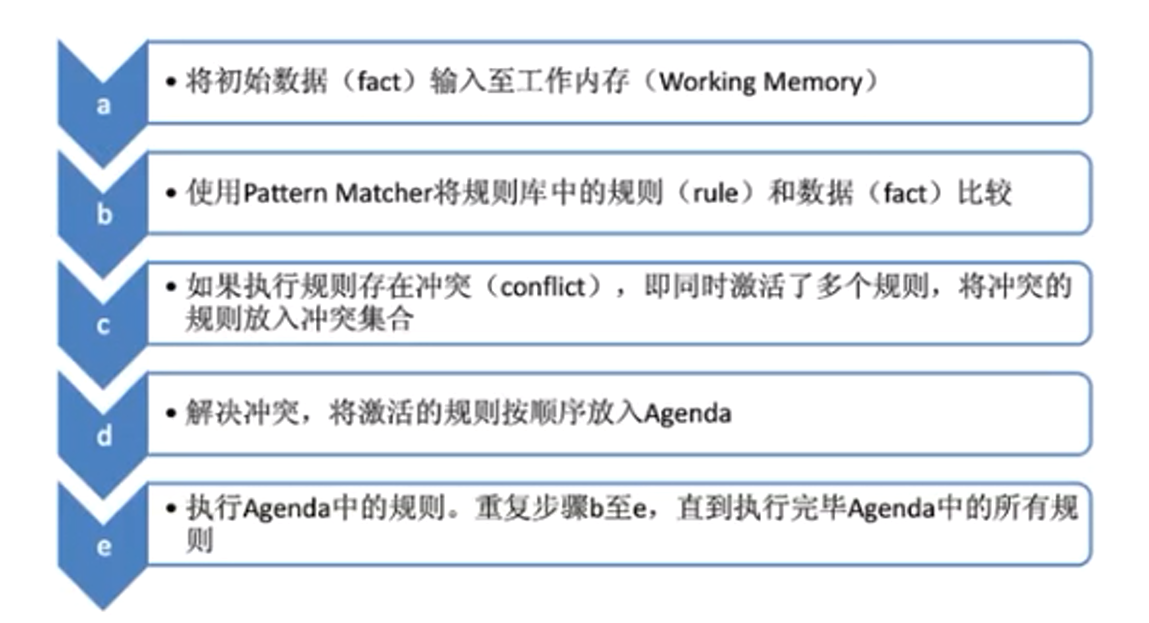 a
• 将初始数据（fact）输入至工作内存（Working Memory）
b
• 使用Pattern Matcher将规则库中的规则（rule）和数据（fact）比较
c
• 如果执行规则存在冲突（conflict），即同时激活了多个规则，将冲突的
规则放入冲突集合
d
• 解决冲突，将激活的规则按顺序放入Agenda
e
• 执行Agenda中的规则。重复步骤b至e，直到执行完毕Agenda中的所有规
则